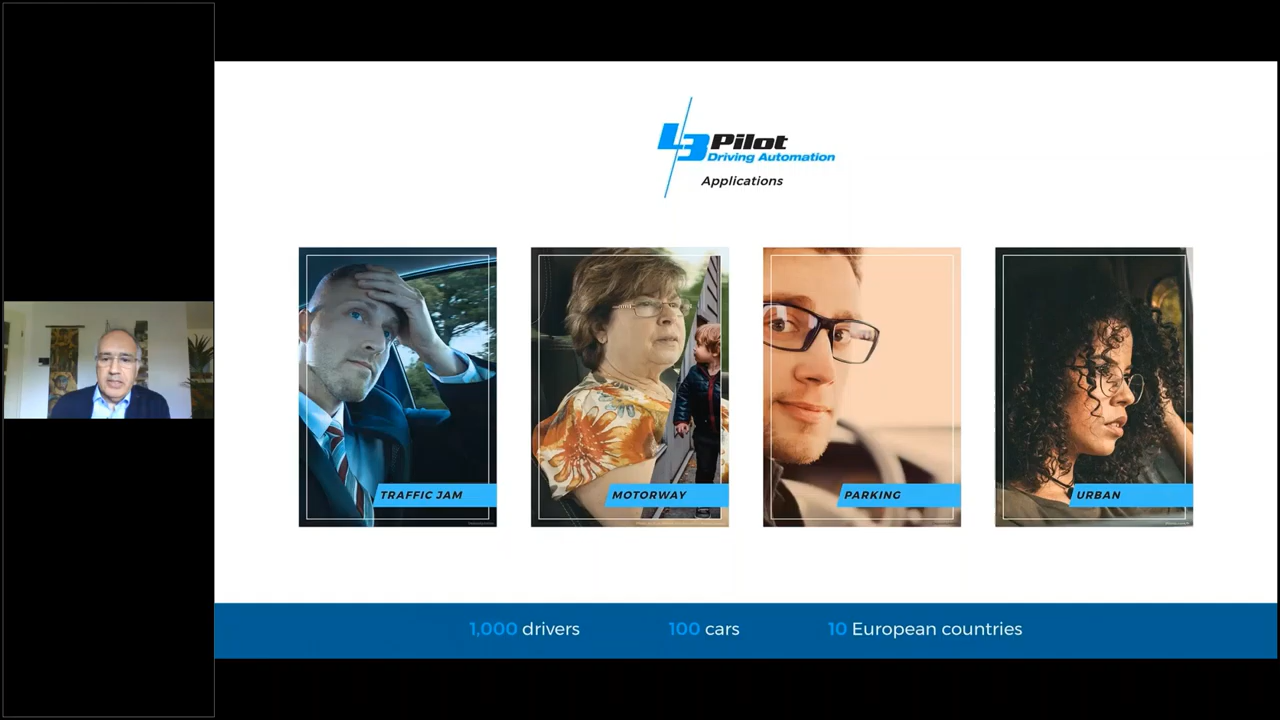 L3Pilot
Driving Automation
Applications
TRAFFIC JAM
MOTORWAY
PARKING
URBAN
1,000 drivers
100 cars
10 European countries